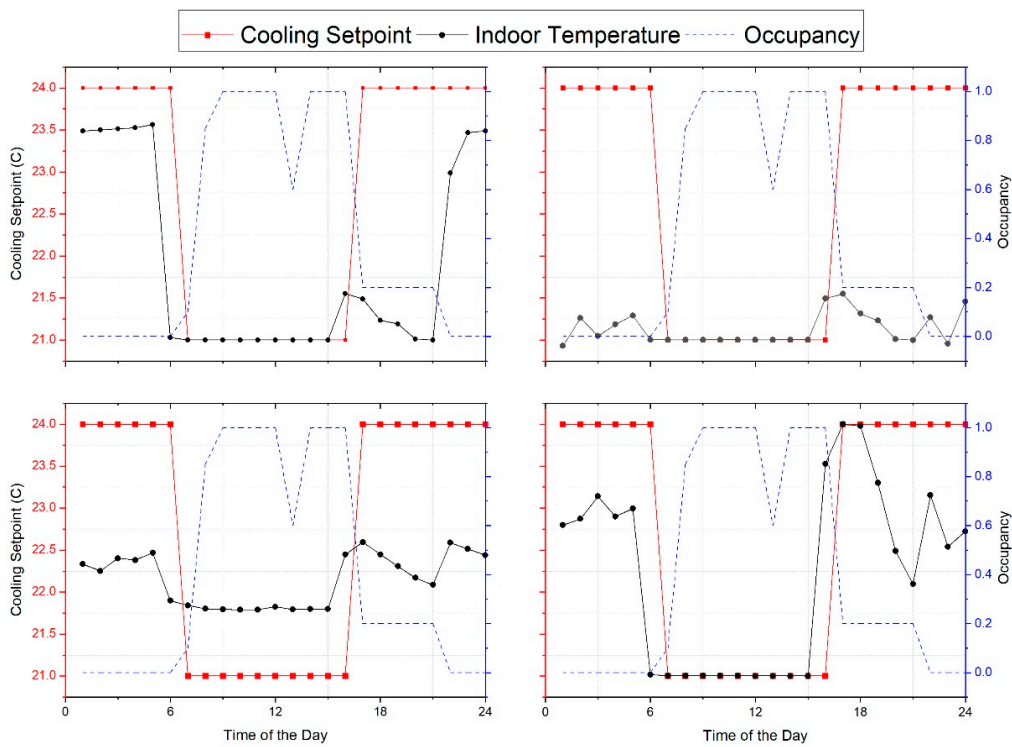 Cooling Setpoint Indoor Temperature Occupancy
24.0
23.5
23.0
22.5
22.0
21.5
21.0
Cooling Setpoint (C)
1.0
0.8
0.6
0.4
0.2
0.0
Occupancy
24.0
23.5
23.0
22.5
22.0
21.5
21.0
Cooling Setpoint (C)
0 6 12 18 24
Time of the Day
1.0
0.8
0.6
0.4
0.2
0.0
Occupancy
0 6 12 18 24
Time of the Day